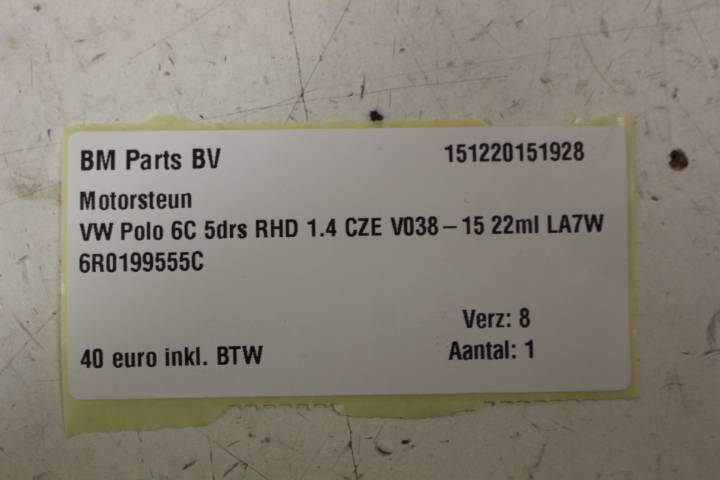 BM Parts BV 151220151928
Motorsteun
VW Polo 6C 5drs RHD 1.4 CZE V038-15 22ml LA7W
6R0199555C
Verz: 8
40 euro inkl. BTW Aantal: 1